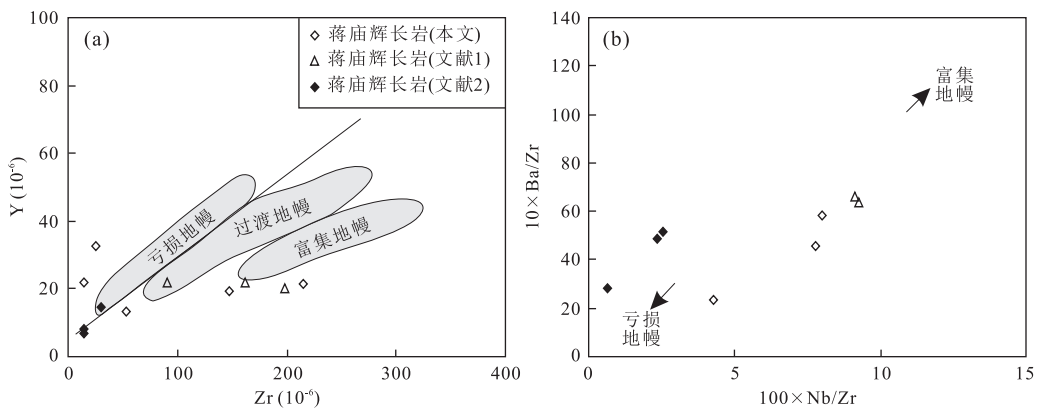 100
(a)
蒋庙辉长岩(本文)
蒋庙辉长岩(文献1)
蒋庙辉长岩(文献2)
80
60
40
20
0
Y (10⁻⁶)
亏损地幔
过渡地幔
富集地幔
0 100 200 300 400
Zr (10⁻⁶)
140
(b)
120
100
80
60
40
20
0
10×Ba/Zr
富集
地幔
亏损
地幔
0 5 10 15
100×Nb/Zr